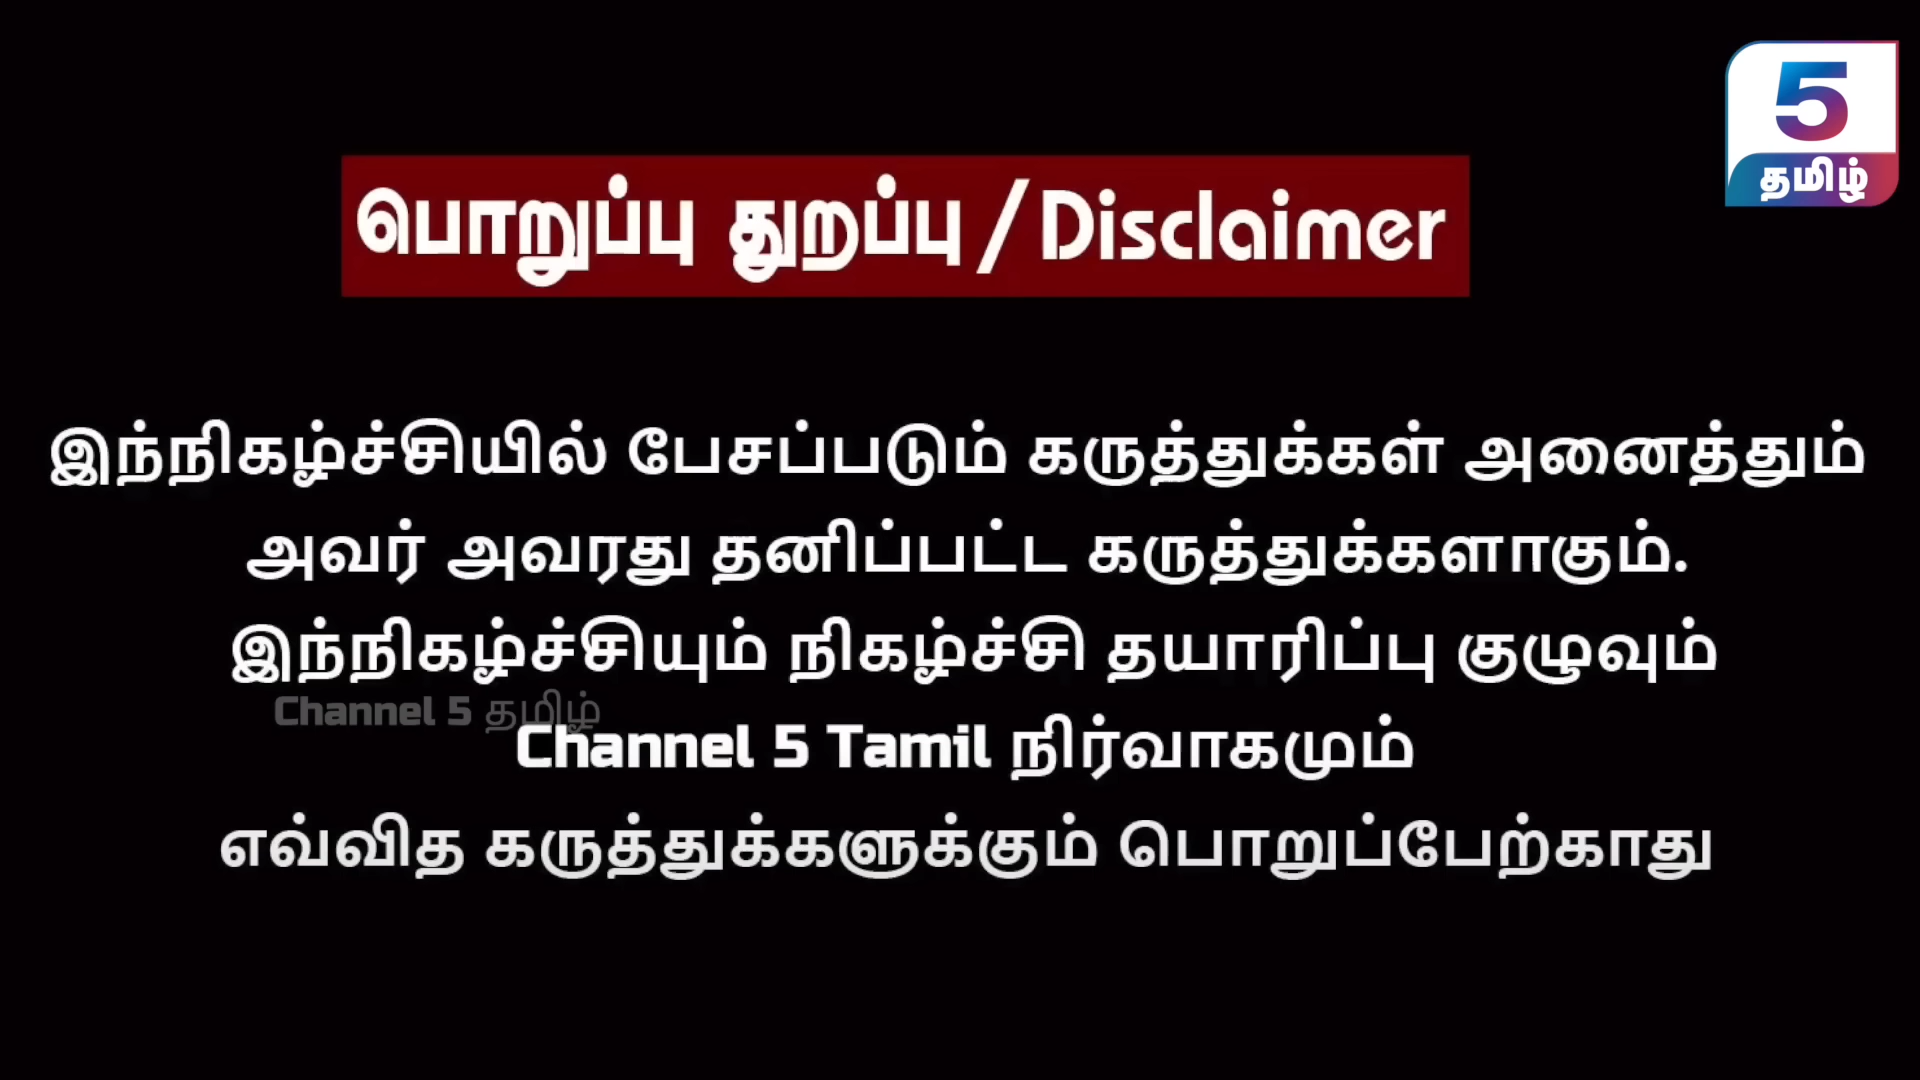 5
தமிழ்
பொறுப்பு துறப்பு/Disclaimer
இந்நிகழ்ச்சியில் பேசப்படும் கருத்துக்கள் அனைத்தும்
அவர் அவரது தனிப்பட்ட கருத்துக்களாகும்.
இந்நிகழ்ச்சியும் நிகழ்ச்சி தயாரிப்பு குழுவும்
Channel 5 தமிழ்
Channel 5 Tamil நிர்வாகமும்
எவ்வித கருத்துக்களுக்கும் பொறுப்பேற்காது